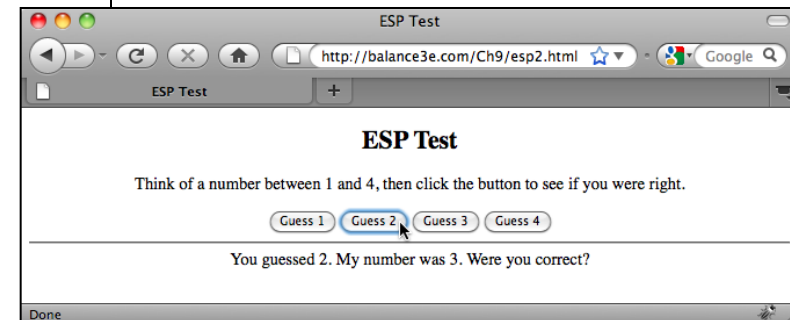 ESP Test
http://balance3e.com/Ch9/esp2.html Google
ESP Test +
ESP Test
Think of a number between 1 and 4, then click the button to see if you were right.
Guess 1 Guess 2 Guess 3 Guess 4
You guessed 2. My number was 3. Were you correct?
Done